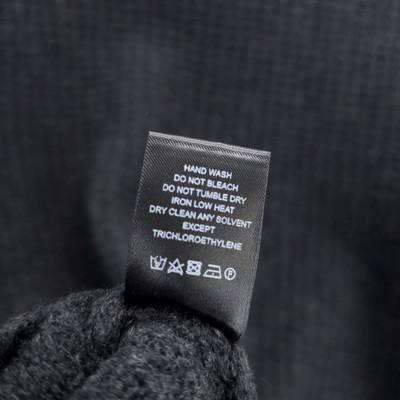 HAND WASH
DO NOT BLEACH
DO NOT TUMBLE DRY
IRON LOW HEAT
DRY CLEAN ANY SOLVENT
EXCEPT
TRICHLOROETHYLENE
P